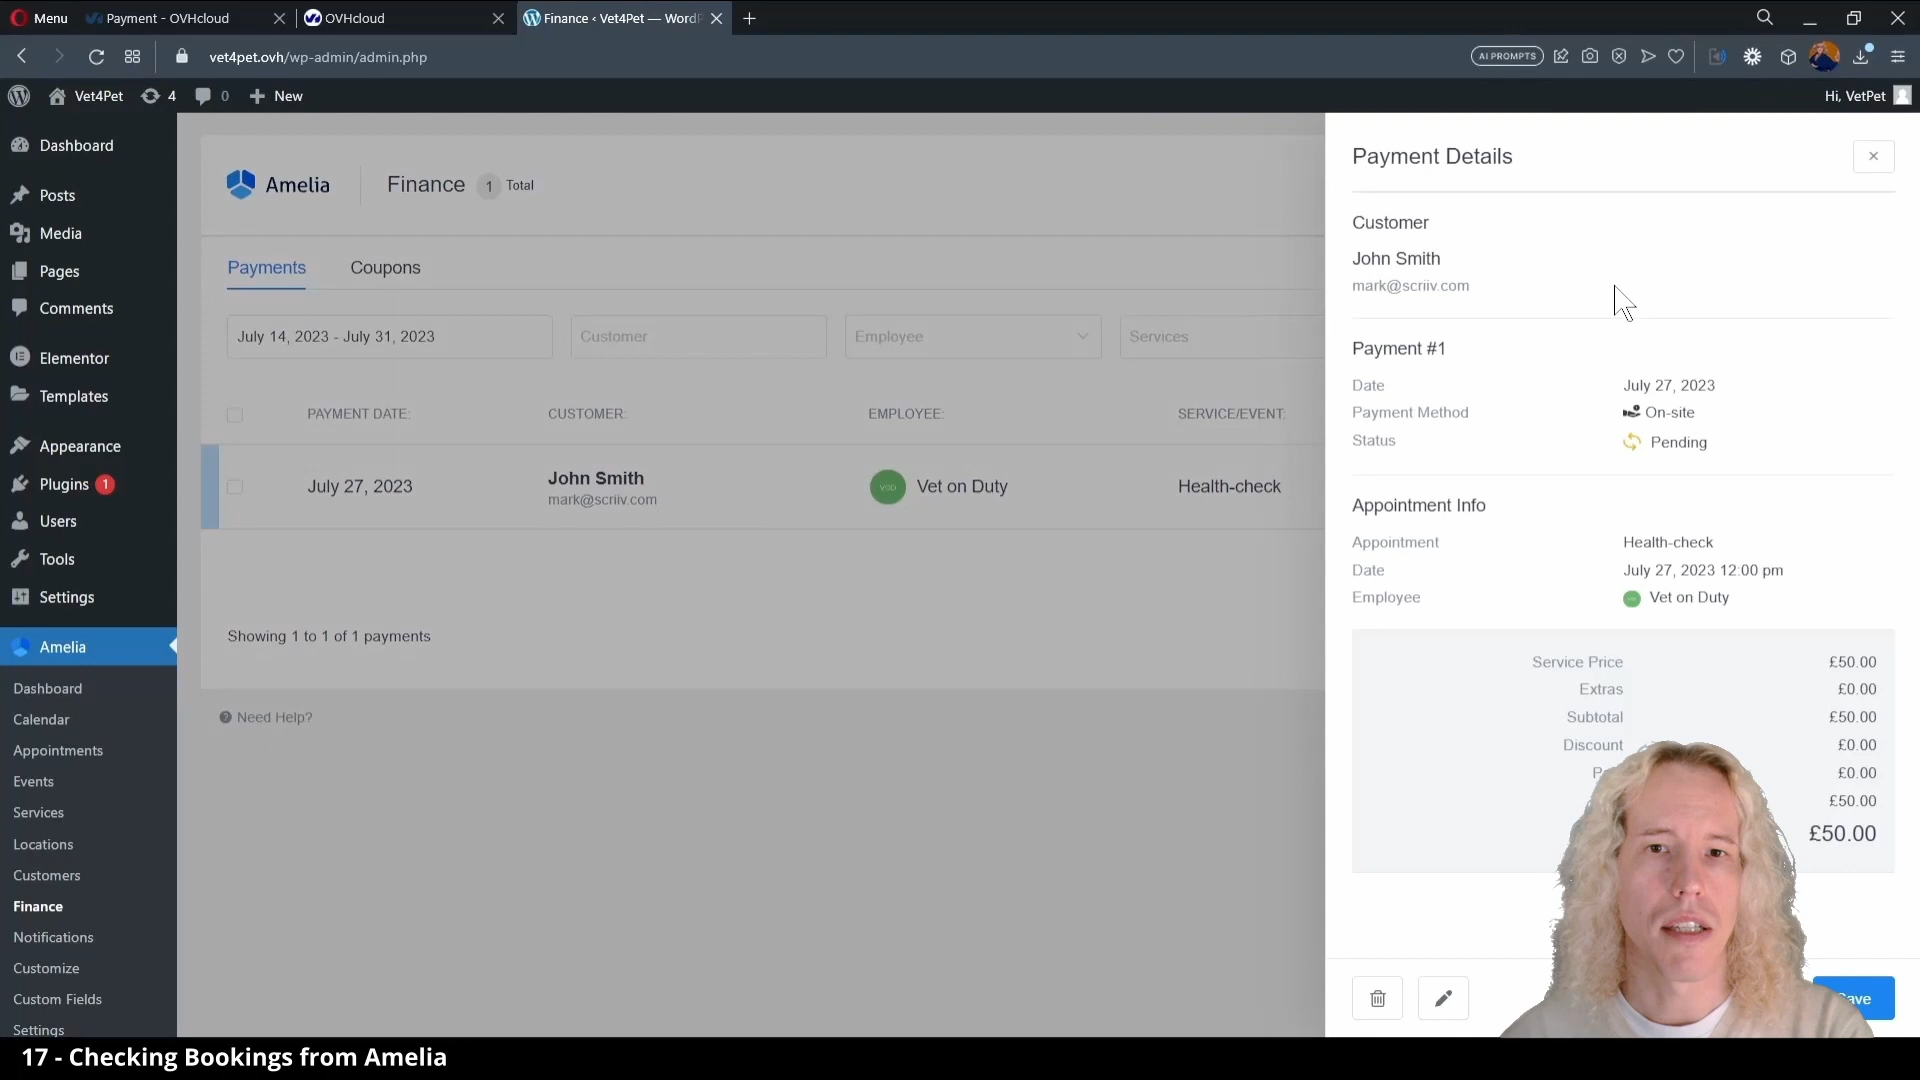 Menu
Payment - OVHcloud
OVHcloud
Finance ‹ Vet4Pet — WordP
vet4pet.ovh/wp-admin/admin.php
AI PROMPTS
Vet4Pet
4
0
New
Hi, VetPet
Dashboard
Posts
Media
Pages
Comments
Elementor
Templates
Appearance
Plugins 1
Users
Tools
Settings
Amelia
Dashboard
Calendar
Appointments
Events
Services
Locations
Customers
Finance
Notifications
Customize
Custom Fields
Settings
Amelia
Finance 1 Total
Payments
Coupons
July 14, 2023 - July 31, 2023
Customer
Employee
Services
PAYMENT DATE:
CUSTOMER:
EMPLOYEE:
SERVICE/EVENT:
July 27, 2023
John Smith
mark@scriiv.com
VOD
Vet on Duty
Health-check
Showing 1 to 1 of 1 payments
Need Help?
Payment Details
Customer
John Smith
mark@scriiv.com
Payment #1
Date July 27, 2023
Payment Method On-site
Status Pending
Appointment Info
Appointment Health-check
Date July 27, 2023 12:00 pm
Employee Vet on Duty
Service Price £50.00
Extras £0.00
Subtotal £50.00
Discount £0.00
£0.00
£50.00
£50.00
17 - Checking Bookings from Amelia